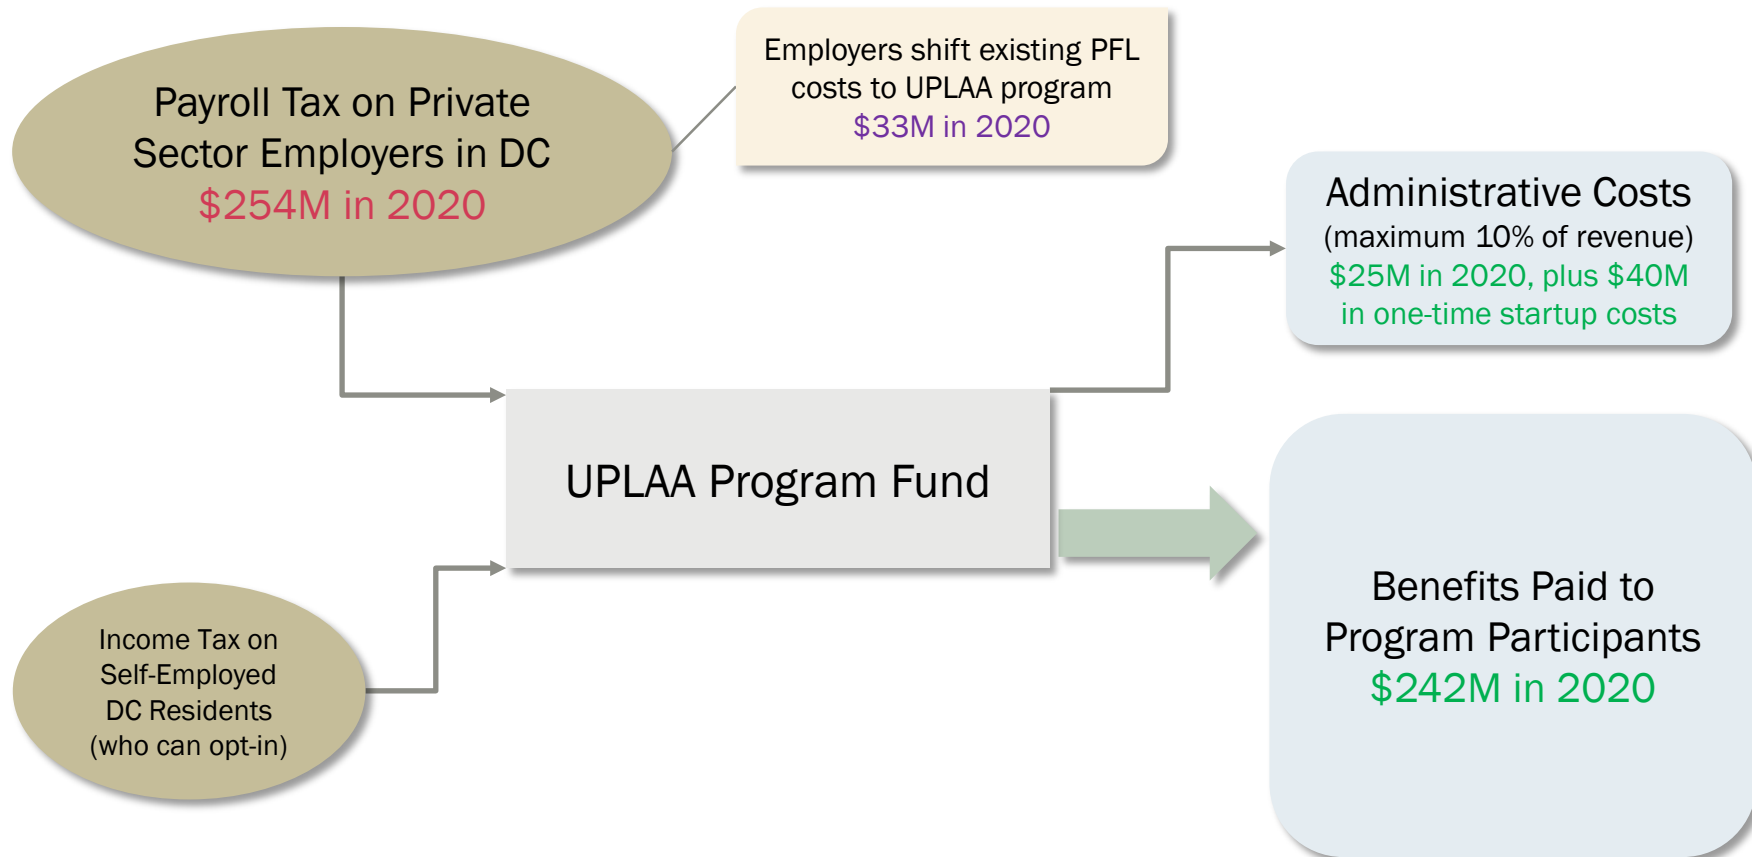 Payroll Tax on Private
Sector Employers in DC
$254M in 2020
Employers shift existing PFL
costs to UPLAA program
$33M in 2020
Administrative Costs
(maximum 10% of revenue)
$25M in 2020, plus $40M
in one-time startup costs
UPLAA Program Fund
Income Tax on
Self-Employed
DC Residents
(who can opt-in)
Benefits Paid to
Program Participants
$242M in 2020